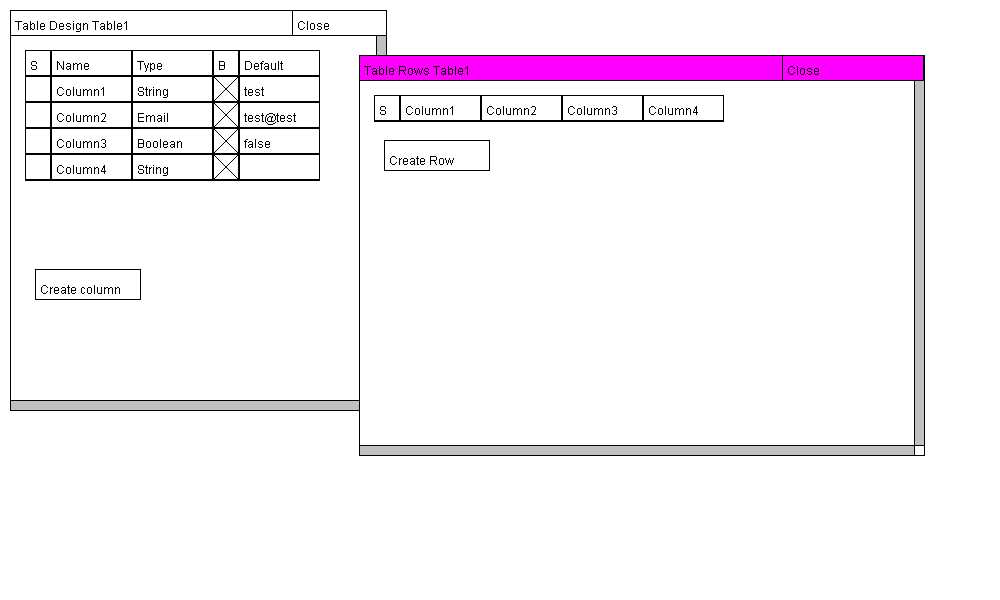 Table Design Table1 Close
S Name Type B Default
Column1 String test
Column2 Email test@test
Column3 Boolean false
Column4 String
Create column
Table Rows Table1 Close
S Column1 Column2 Column3 Column4
Create Row